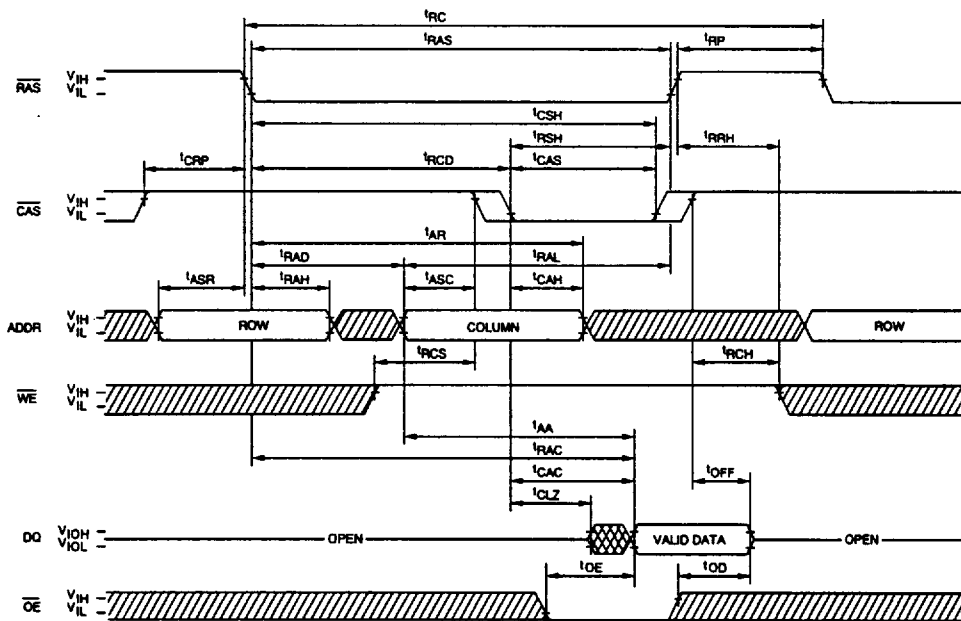 tRC
tRAS tRP
RAS VIH
VIL
tCSH
tRSH tRRH
tCRP tRCD tCAS
CAS VIH
VIL
tAR
tRAD tRAL
tASR tRAH tASC tCAH
ADDR VIH
VIL ROW COLUMN ROW
tRCS tRCH
WE VIH
VIL
tAA
tRAC
tCAC tOFF
tCLZ
DQ VIOH
VIOL OPEN VALID DATA OPEN
tOE tOD
OE VIH
VIL